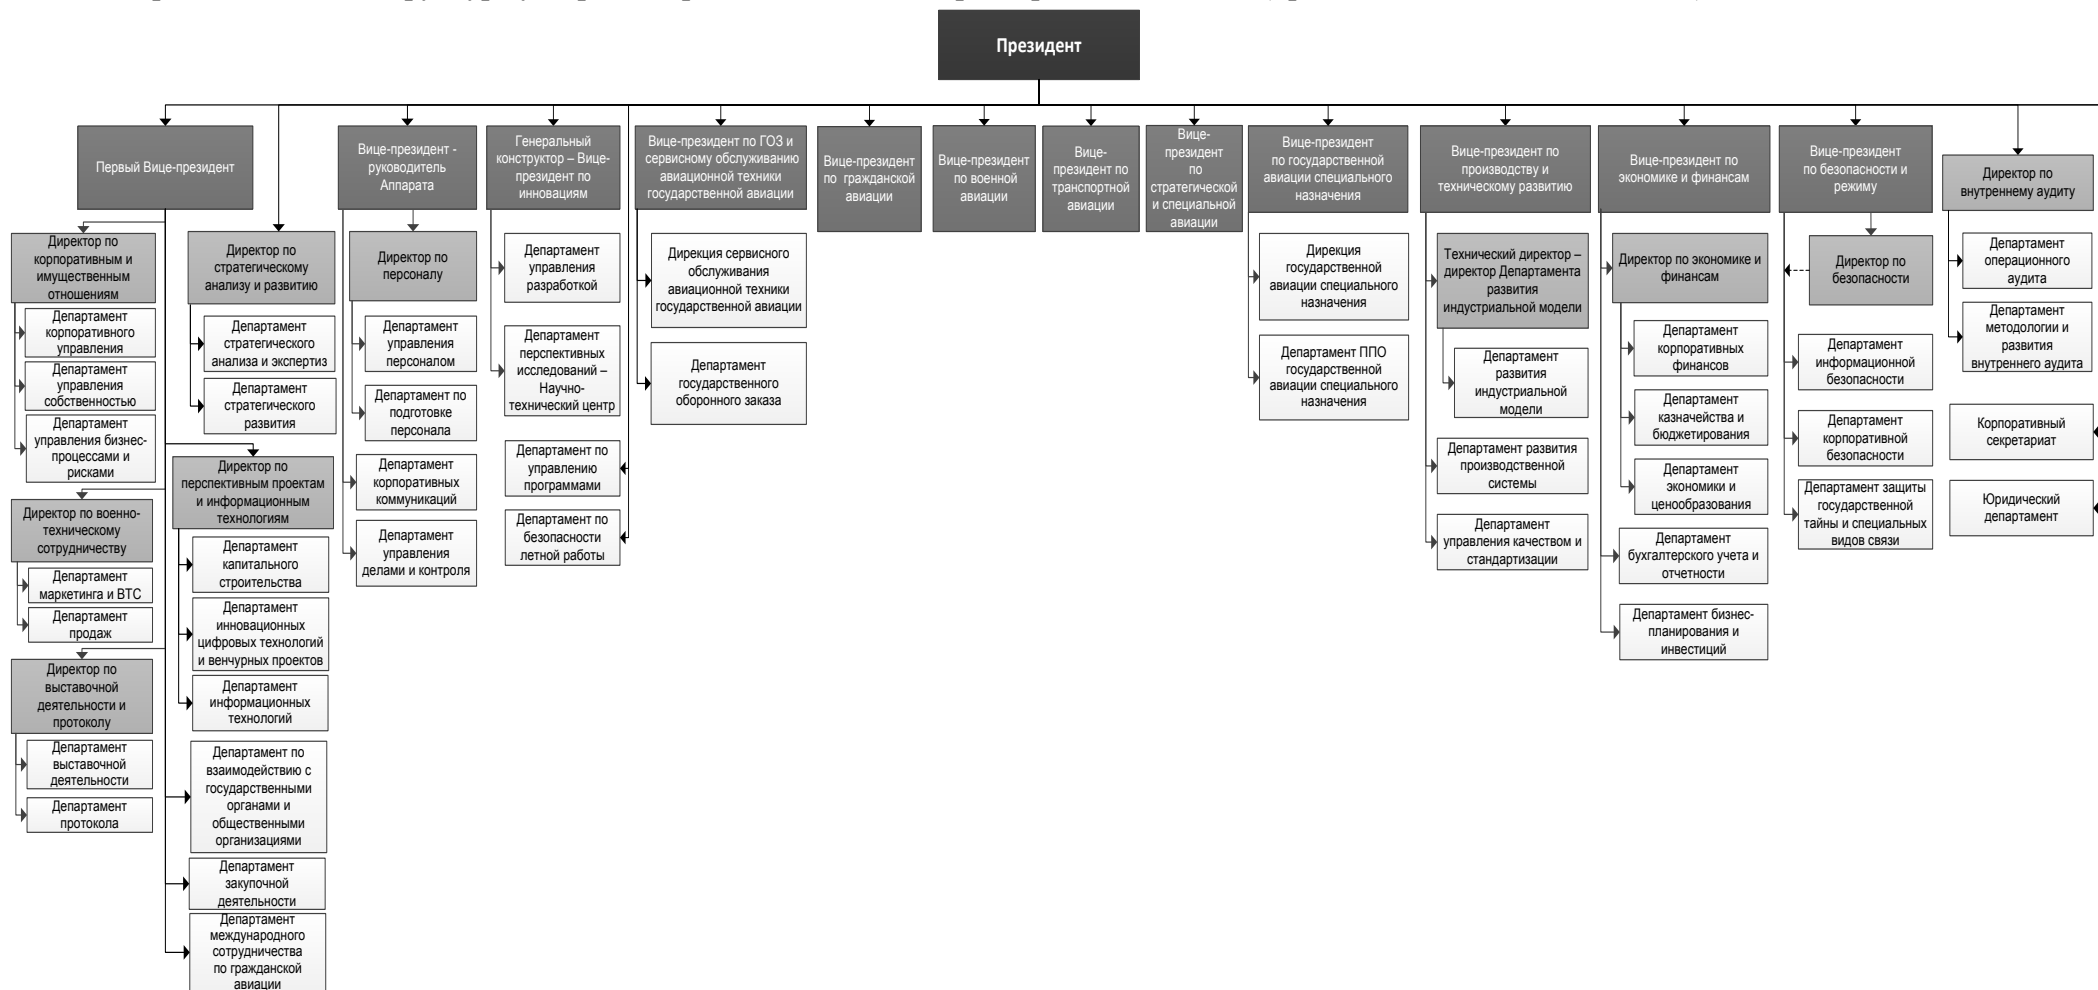 Президент
Первый Вице-президент
Вице-президент -
руководитель
Аппарата
Генеральный
конструктор – Вице-
президент по
инновациям
Вице-президент по ГОЗ и
сервисному обслуживанию
авиационной техники
государственной авиации
Вице-президент
по гражданской
авиации
Вице-президент
по военной
авиации
Вице-
президент по
транспортной
авиации
Вице-
президент
по
стратегической
и специальной
авиации
Вице-президент
по государственной
авиации специального
назначения
Вице-президент по
производству и
техническому развитию
Вице-президент по
экономике и финансам
Вице-президент
по безопасности и
режиму
Директор по
внутреннему аудиту
Директор по
корпоративным и
имущественным
отношениям
Департамент
корпоративного
управления
Департамент
управления
собственностью
Департамент
управления бизнес-
процессами и
рисками
Директор по военно-
техническому
сотрудничеству
Департамент
маркетинга и ВТС
Департамент
продаж
Директор по
выставочной
деятельности и
протоколу
Департамент
выставочной
деятельности
Департамент
протокола
Директор по
стратегическому
анализу и развитию
Департамент
стратегического
анализа и экспертиз
Департамент
стратегического
развития
Директор по
перспективным проектам
и информационным
технологиям
Департамент
капитального
строительства
Департамент
инновационных
цифровых технологий
и венчурных проектов
Департамент
информационных
технологий
Департамент по
взаимодействию с
государственными
органами и
общественными
организациями
Департамент
закупочной
деятельности
Департамент
международного
сотрудничества
по гражданской
авиации
Директор по
персоналу
Департамент
управления
персоналом
Департамент по
подготовке
персонала
Департамент
корпоративных
коммуникаций
Департамент
управления
делами и контроля
Департамент
управления
разработкой
Департамент
перспективных
исследований –
Научно-
технический центр
Департамент по
управлению
программами
Департамент по
безопасности
летной работы
Дирекция сервисного
обслуживания
авиационной техники
государственной авиации
Департамент
государственного
оборонного заказа
Дирекция
государственной
авиации специального
назначения
Департамент ППО
государственной
авиации специального
назначения
Технический директор –
директор Департамента
развития
индустриальной модели
Департамент
развития
индустриальной
модели
Департамент развития
производственной
системы
Департамент
управления качеством и
стандартизации
Директор по экономике и
финансам
Департамент
корпоративных
финансов
Департамент
казначейства и
бюджетирования
Департамент
экономики и
ценообразования
Департамент
бухгалтерского учета и
отчетности
Департамент бизнес-
планирования и
инвестиций
Директор по
безопасности
Департамент
информационной
безопасности
Департамент
корпоративной
безопасности
Департамент защиты
государственной
тайны и специальных
видов связи
Департамент
операционного
аудита
Департамент
методологии и
развития
внутреннего аудита
Корпоративный
секретариат
Юридический
департамент